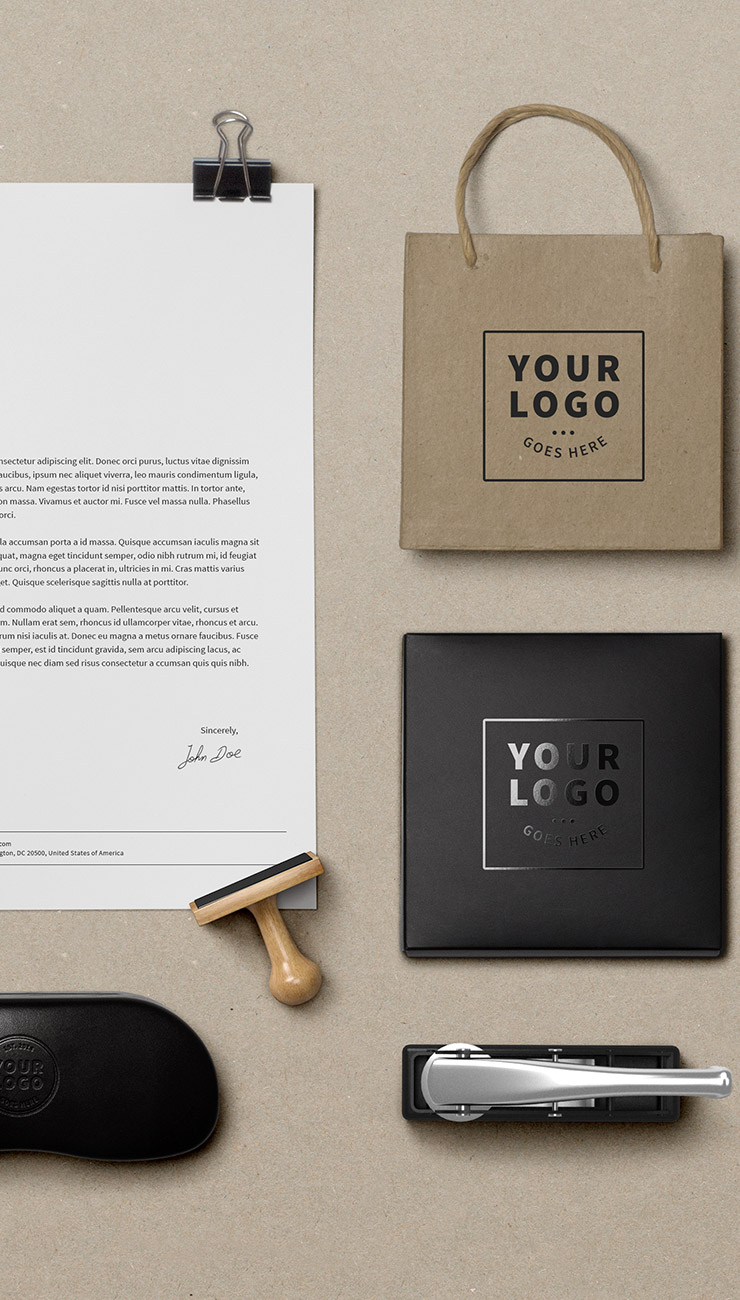 nsectetur adipiscing elit. Donec orci purus, luctus vitae dignissim
aucibus, ipsum nec aliquet viverra, leo mauris condimentum ligula,
s arcu. Nam egestas tortor id nisi porttitor mattis. In tortor ante,
on massa. Vivamus et auctor mi. Fusce vel massa nulla. Phasellus
orci.
la accumsan porta a id massa. Quisque accumsan iaculis magna sit
quat, magna eget tincidunt semper, odio nibh rutrum mi, id feugiat
unc orci, rhoncus a placerat in, ultricies in mi. Cras mattis varius
et. Quisque scelerisque sagittis nulla at porttitor.
d commodo aliquet a quam. Pellentesque arcu velit, cursus et
m. Nullam erat sem, rhoncus id ullamcorper vitae, rhoncus et arcu.
rum nisi iaculis at. Donec eu magna a metus ornare faucibus. Fusce
semper, est id tincidunt gravida, sem arcu adipiscing lacus, ac
uisque nec diam sed risus consectetur a ccumsan quis quis nibh.
Sincerely,
John Doe
.com
gton, DC 20500, United States of America
YOUR
LOGO
GOES HERE
YOUR
LOGO
GOES HERE
YOUR
LOGO